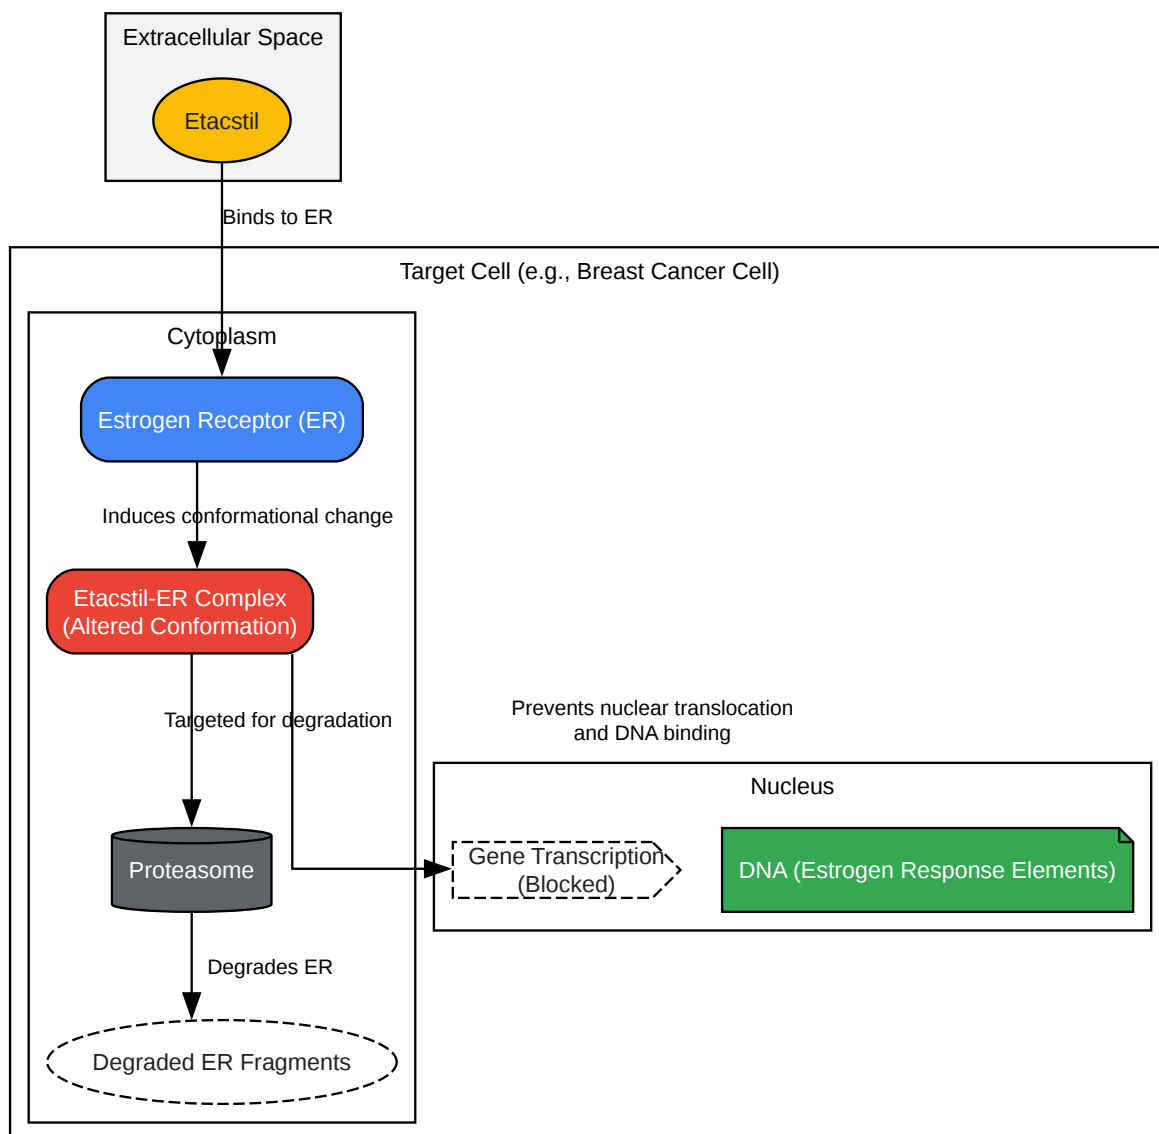 Extracellular Space
Etacstil
Binds to ER
Target Cell (e.g., Breast Cancer Cell)
Cytoplasm
Estrogen Receptor (ER)
Induces conformational change
Etacstil-ER Complex
(Altered Conformation)
Targeted for degradation
Prevents nuclear translocation
and DNA binding
Nucleus
Proteasome
Gene Transcription
(Blocked)
DNA (Estrogen Response Elements)
Degrades ER
Degraded ER Fragments